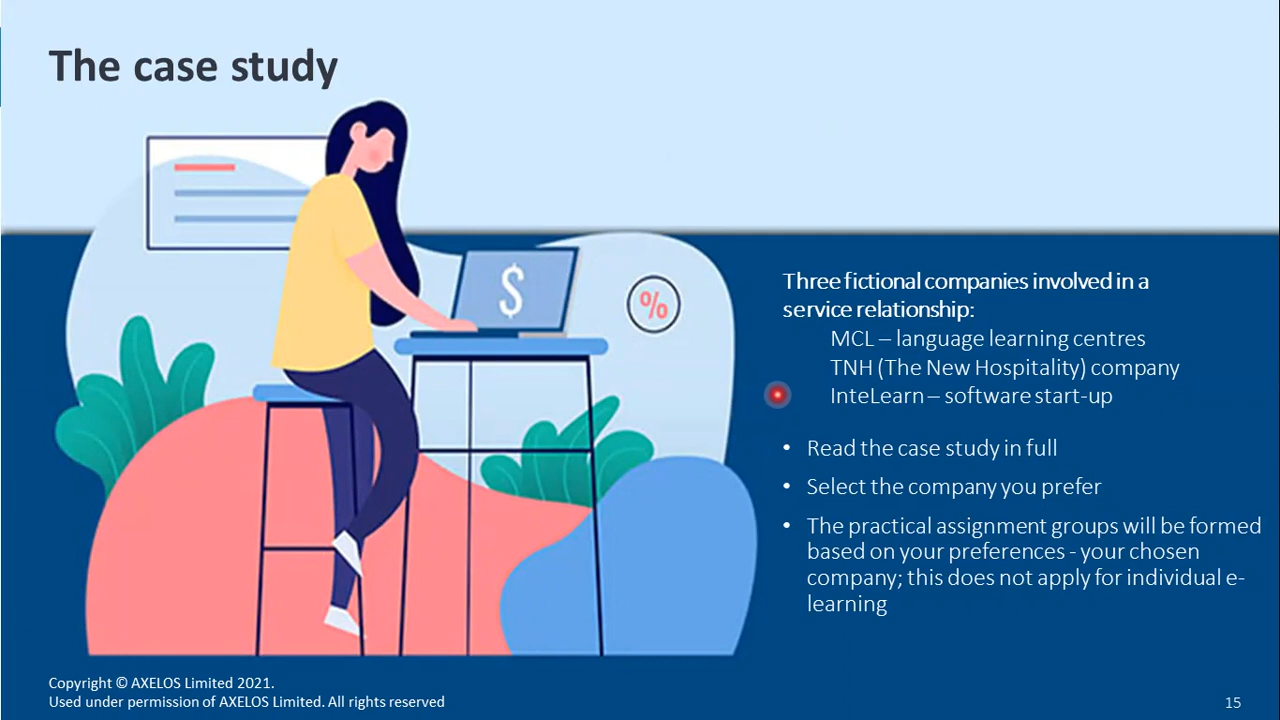 The case study
$
%
Three fictional companies involved in a
service relationship:
MCL – language learning centres
TNH (The New Hospitality) company
InteLearn – software start-up
• Read the case study in full
• Select the company you prefer
• The practical assignment groups will be formed
based on your preferences - your chosen
company; this does not apply for individual e-
learning
Copyright © AXELOS Limited 2021.
Used under permission of AXELOS Limited. All rights reserved
15